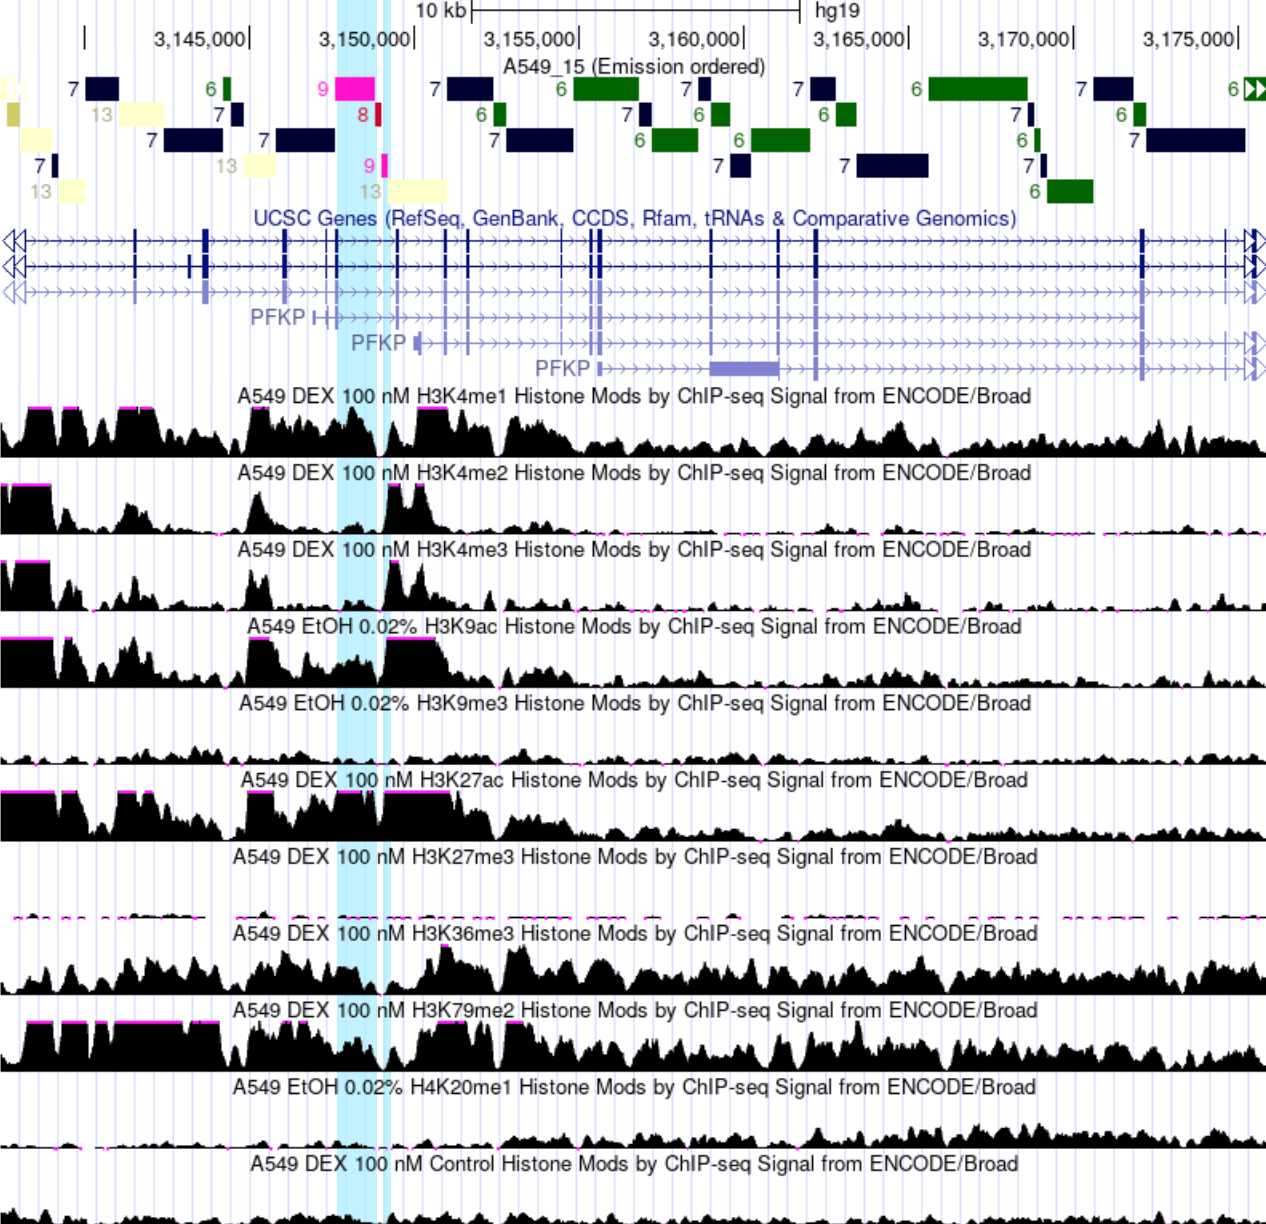 10 kb hg19
3,145,000 3,150,000 3,155,000 3,160,000 3,165,000 3,170,000 3,175,000
A549_15 (Emission ordered)
7 6 9 7 6 7 7 6 7 6
13 7 8 6 7 6 6 7 6
7 7 7 6 6 7 6 7
7 13 9 7 7
13 13 6
UCSC Genes (RefSeq, GenBank, CCDS, Rfam, tRNAs & Comparative Genomics)
PFKP
PFKP
PFKP
A549 DEX 100 nM H3K4me1 Histone Mods by ChIP-seq Signal from ENCODE/Broad
A549 DEX 100 nM H3K4me2 Histone Mods by ChIP-seq Signal from ENCODE/Broad
A549 DEX 100 nM H3K4me3 Histone Mods by ChIP-seq Signal from ENCODE/Broad
A549 EtOH 0.02% H3K9ac Histone Mods by ChIP-seq Signal from ENCODE/Broad
A549 EtOH 0.02% H3K9me3 Histone Mods by ChIP-seq Signal from ENCODE/Broad
A549 DEX 100 nM H3K27ac Histone Mods by ChIP-seq Signal from ENCODE/Broad
A549 DEX 100 nM H3K27me3 Histone Mods by ChIP-seq Signal from ENCODE/Broad
A549 DEX 100 nM H3K36me3 Histone Mods by ChIP-seq Signal from ENCODE/Broad
A549 DEX 100 nM H3K79me2 Histone Mods by ChIP-seq Signal from ENCODE/Broad
A549 EtOH 0.02% H4K20me1 Histone Mods by ChIP-seq Signal from ENCODE/Broad
A549 DEX 100 nM Control Histone Mods by ChIP-seq Signal from ENCODE/Broad